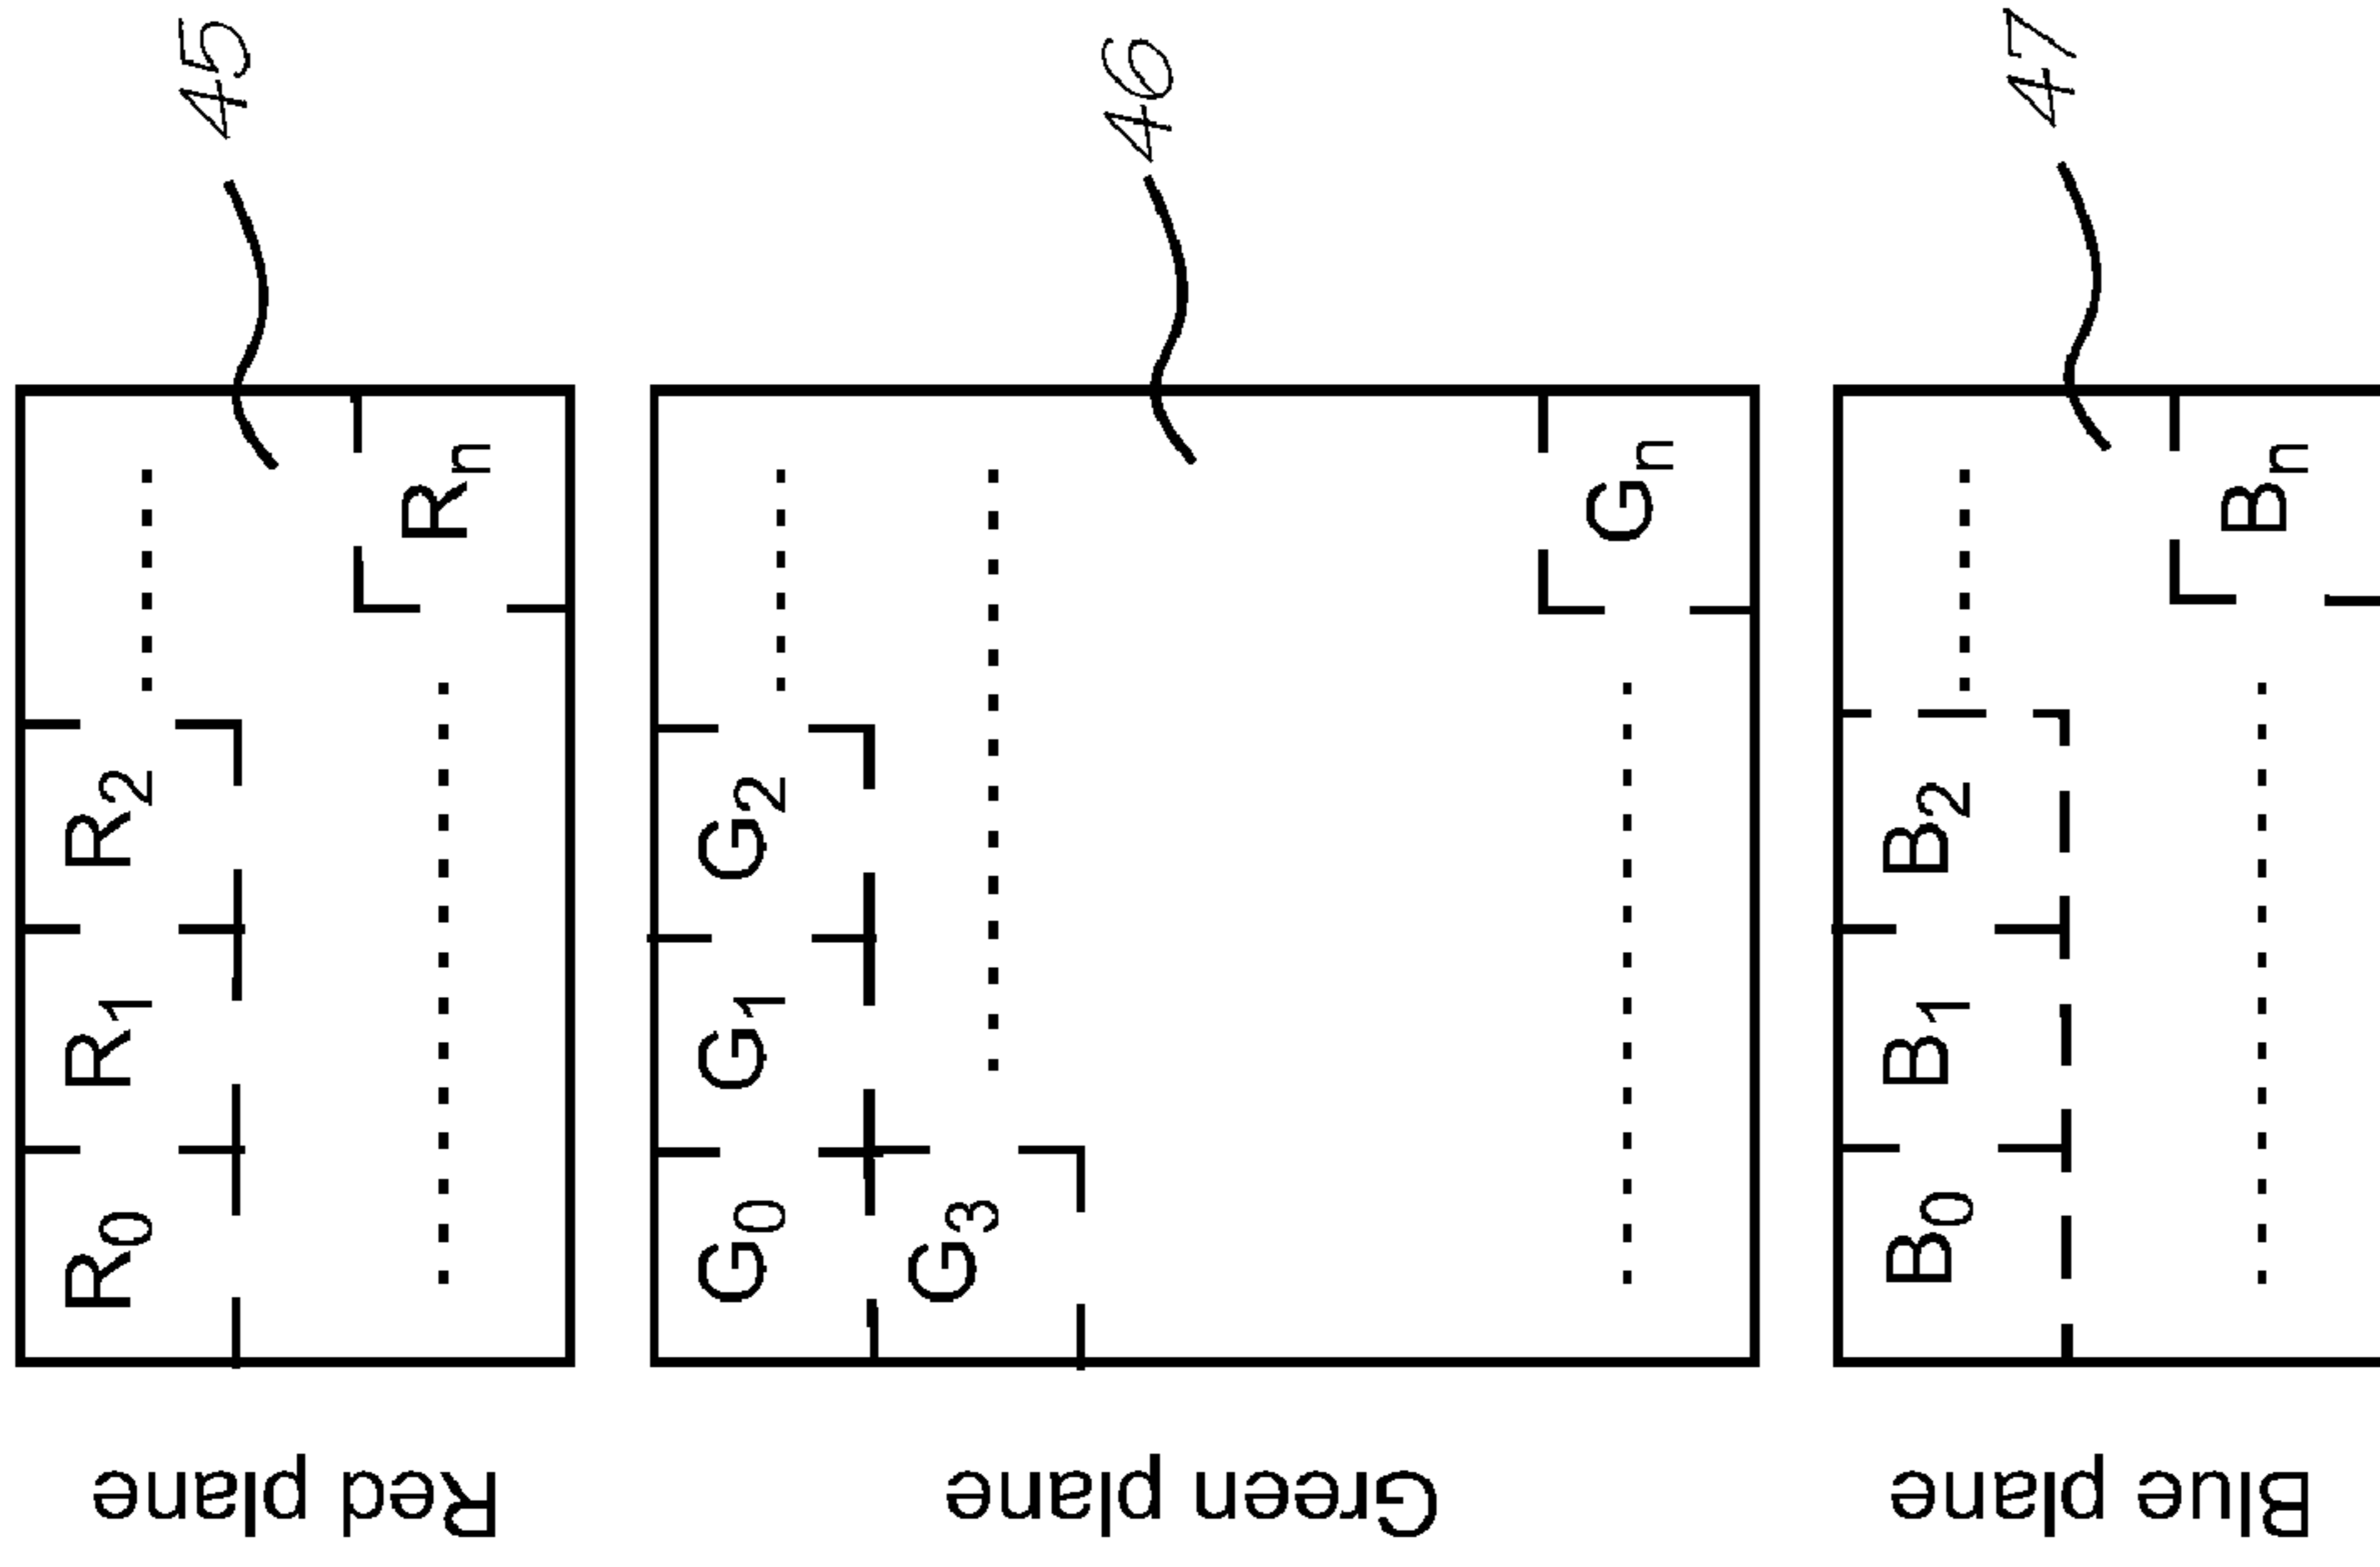 45
R₀ R₁ R₂
Rₙ
Red plane
46
G₀ G₁ G₂
G₃
Gₙ
Green plane
47
B₀ B₁ B₂
Bₙ
Blue plane